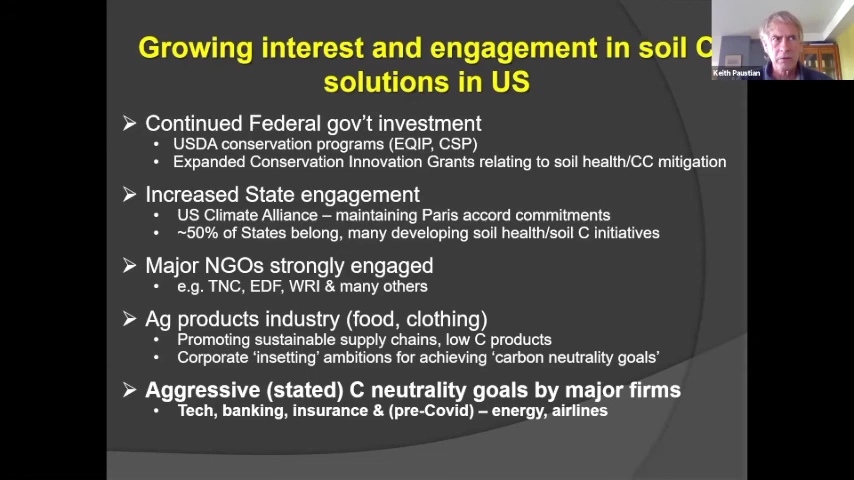 Growing interest and engagement in soil C
solutions in US
Keith Paustian
➢ Continued Federal gov't investment
• USDA conservation programs (EQIP, CSP)
• Expanded Conservation Innovation Grants relating to soil health/CC mitigation
➢ Increased State engagement
• US Climate Alliance – maintaining Paris accord commitments
• ~50% of States belong, many developing soil health/soil C initiatives
➢ Major NGOs strongly engaged
• e.g. TNC, EDF, WRI & many others
➢ Ag products industry (food, clothing)
• Promoting sustainable supply chains, low C products
• Corporate 'insetting' ambitions for achieving 'carbon neutrality goals'
➢ Aggressive (stated) C neutrality goals by major firms
• Tech, banking, insurance & (pre-Covid) – energy, airlines